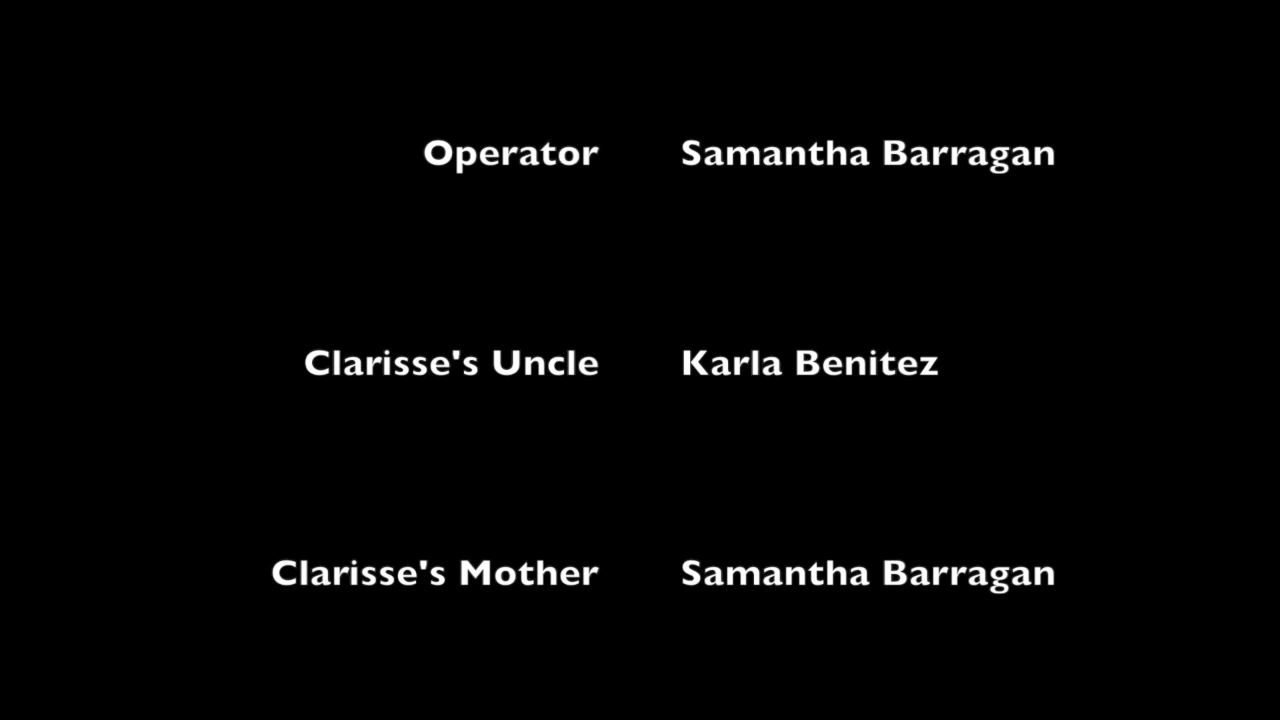 Operator Samantha Barragan
Clarisse's Uncle Karla Benitez
Clarisse's Mother Samantha Barragan